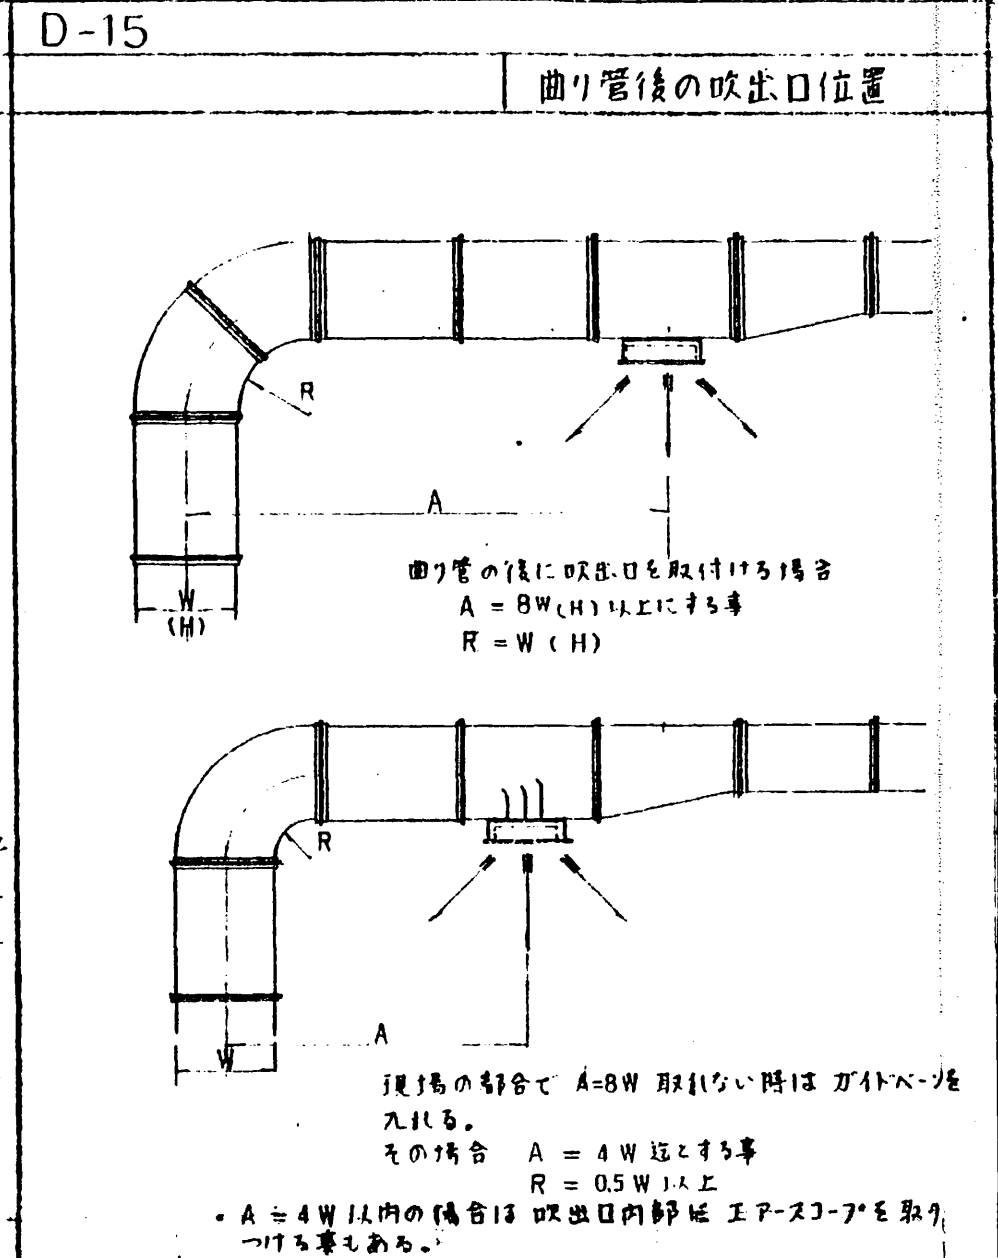 D-15
曲り管後の吹出口位置
R
A
W
(H)
曲り管の後に吹出口を取付ける場合
A = 8W(H)以上にする事
R = W (H)
R
A
W
現場の都合で A=8W 取れない時は ガイドベーンを
入れる。
その場合 A = 4W 迄とする事
R = 0.5W以上
・A = 4W 以内の場合は 吹出口内部に エアースコープを取り
つける事もある。